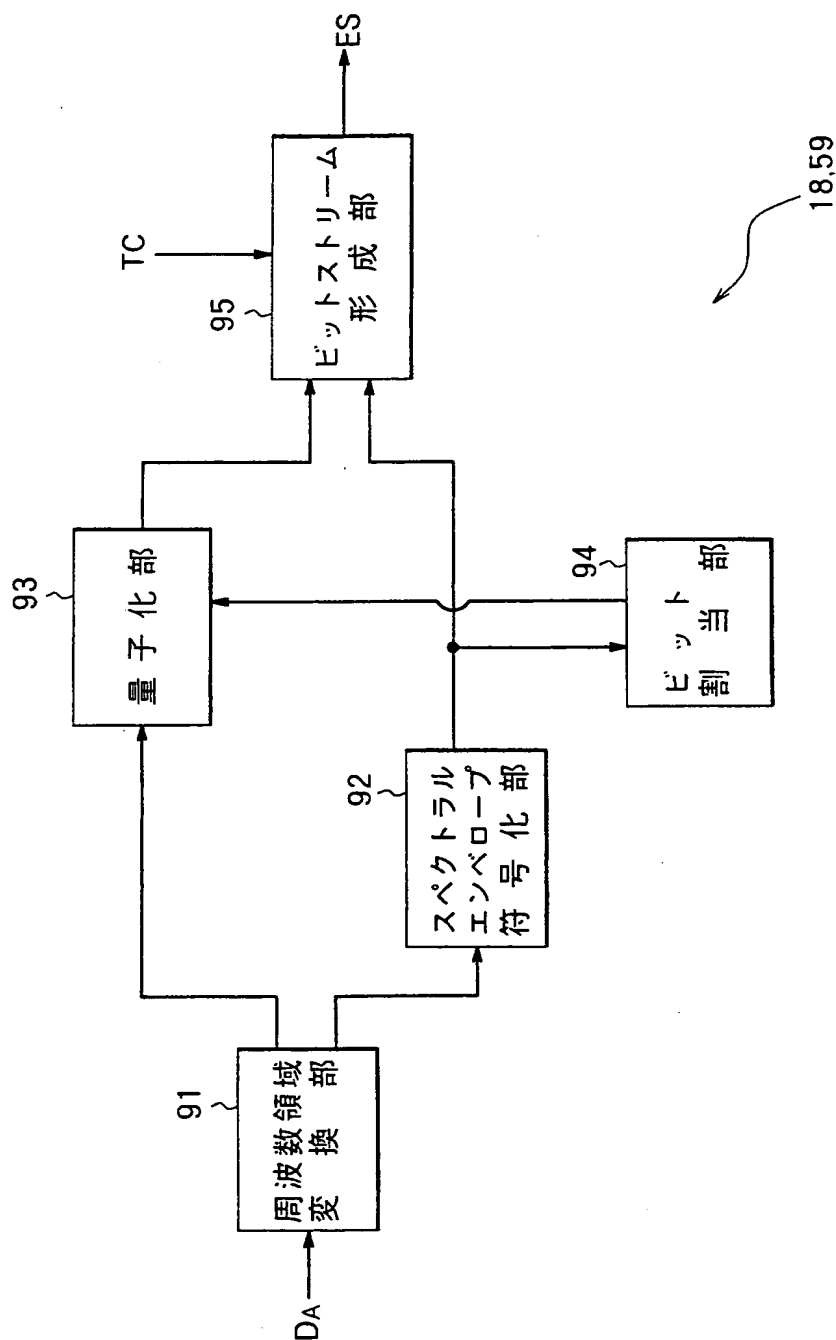 DA
91
周波数領域
変換部
92
スペクトラル
エンベロープ
符号化部
93
量子化部
94
ビット
割当部
95
ビットストリーム
形成部
TC
ES
18,59